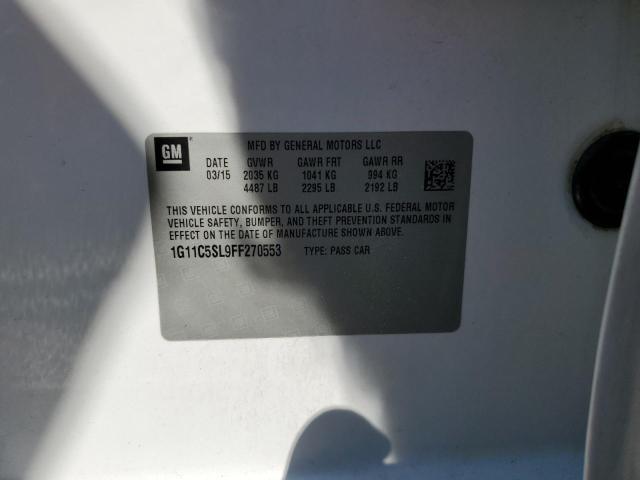 GM
MFD BY GENERAL MOTORS LLC
DATE GVWR GAWR FRT GAWR RR
03/15 2035 KG 1041 KG 994 KG
4487 LB 2295 LB 2192 LB
THIS VEHICLE CONFORMS TO ALL APPLICABLE U.S. FEDERAL MOTOR
VEHICLE SAFETY, BUMPER, AND THEFT PREVENTION STANDARDS IN
EFFECT ON THE DATE OF MANUFACTURE SHOWN ABOVE.
1G11C5SL9FF270553 TYPE: PASS CAR